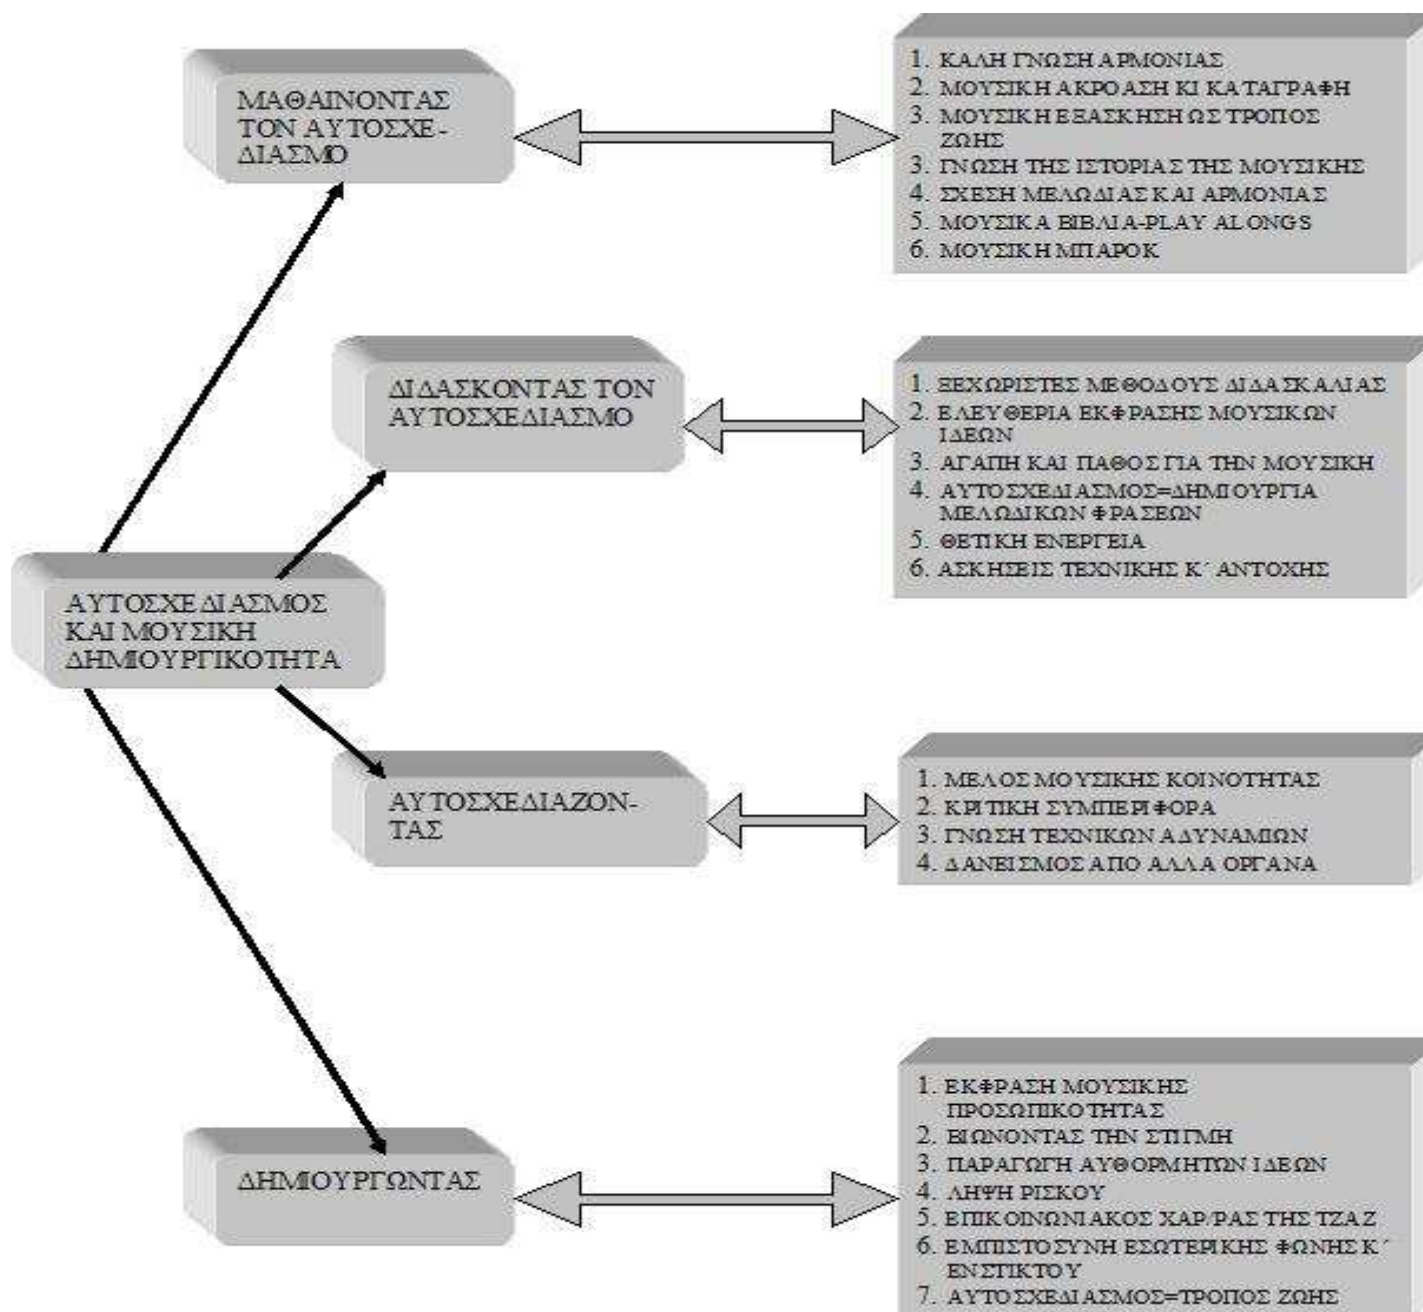 ΜΑΘΑΙΝΟΝΤΑΣ
ΤΟΝ ΑΥΤΟΣΧΕ-
ΔΙΑΣΜΟ
1. ΚΑΛΗ ΓΝΩΣΗ ΑΡΜΟΝΙΑΣ
2. ΜΟΥΣΙΚΗ ΑΚΡΟΑΣΗ ΚΙ ΚΑΤΑΓΡΑΦΗ
3. ΜΟΥΣΙΚΗ ΕΞΑΣΚΗΣΗ ΩΣ ΤΡΟΠΟΣ
ΖΩΗΣ
3. ΓΝΩΣΗ ΤΗΣ ΙΣΤΟΡΙΑΣ ΤΗΣ ΜΟΥΣΙΚΗΣ
4. ΣΧΕΣΗ ΜΕΛΩΔΙΑΣ ΚΑΙ ΑΡΜΟΝΙΑΣ
5. ΜΟΥΣΙΚΑ ΒΙΒΛΙΑ-PLAY ALONGS
6. ΜΟΥΣΙΚΗ ΜΠΑΡΟΚ
ΔΙΔΑΣΚΟΝΤΑΣ ΤΟΝ
ΑΥΤΟΣΧΕΔΙΑΣΜΟ
1. ΞΕΧΩΡΙΣΤΕΣ ΜΕΘΟΔΟΥΣ ΔΙΔΑΣΚΑΛΙΑΣ
2. ΕΛΕΥΘΕΡΙΑ ΕΚΦΡΑΣΗΣ ΜΟΥΣΙΚΩΝ
ΙΔΕΩΝ
3. ΑΓΑΠΗ ΚΑΙ ΠΑΘΟΣ ΓΙΑ ΤΗΝ ΜΟΥΣΙΚΗ
4. ΑΥΤΟΣΧΕΔΙΑΣΜΟΣ=ΔΗΜΙΟΥΡΓΙΑ
ΜΕΛΩΔΙΚΩΝ ΦΡΑΣΕΩΝ
5. ΘΕΤΙΚΗ ΕΝΕΡΓΕΙΑ
6. ΑΣΚΗΣΕΙΣ ΤΕΧΝΙΚΗΣ Κ΄ ΑΝΤΟΧΗΣ
ΑΥΤΟΣΧΕΔΙΑΣΜΟΣ
ΚΑΙ ΜΟΥΣΙΚΗ
ΔΗΜΙΟΥΡΓΙΚΟΤΗΤΑ
ΑΥΤΟΣΧΕΔΙΑΖΟΝ-
ΤΑΣ
1. ΜΕΛΟΣ ΜΟΥΣΙΚΗΣ ΚΟΙΝΟΤΗΤΑΣ
2. ΚΡΙΤΙΚΗ ΣΥΜΠΕΡΙΦΟΡΑ
3. ΓΝΩΣΗ ΤΕΧΝΙΚΩΝ ΑΔΥΝΑΜΙΩΝ
4. ΔΑΝΕΙΣΜΟΣ ΑΠΟ ΑΛΛΑ ΟΡΓΑΝΑ
ΔΗΜΙΟΥΡΓΩΝΤΑΣ
1. ΕΚΦΡΑΣΗ ΜΟΥΣΙΚΗΣ
ΠΡΟΣΩΠΙΚΟΤΗΤΑΣ
2. ΒΙΩΝΟΝΤΑΣ ΤΗΝ ΣΤΙΓΜΗ
3. ΠΑΡΑΓΩΓΗ ΑΥΘΟΡΜΗΤΩΝ ΙΔΕΩΝ
4. ΛΗΨΗ ΡΙΣΚΟΥ
5. ΕΠΙΚΟΙΝΩΝΙΑΚΟΣ ΧΑΡ/ΡΑΣ ΤΗΣ ΤΖΑΖ
6. ΕΜΠΙΣΤΟΣΥΝΗ ΕΣΩΤΕΡΙΚΗΣ ΦΩΝΗΣ Κ΄
ΕΝΣΤΙΚΤΟΥ
7. ΑΥΤΟΣΧΕΔΙΑΣΜΟΣ=ΤΡΟΠΟΣ ΖΩΗΣ